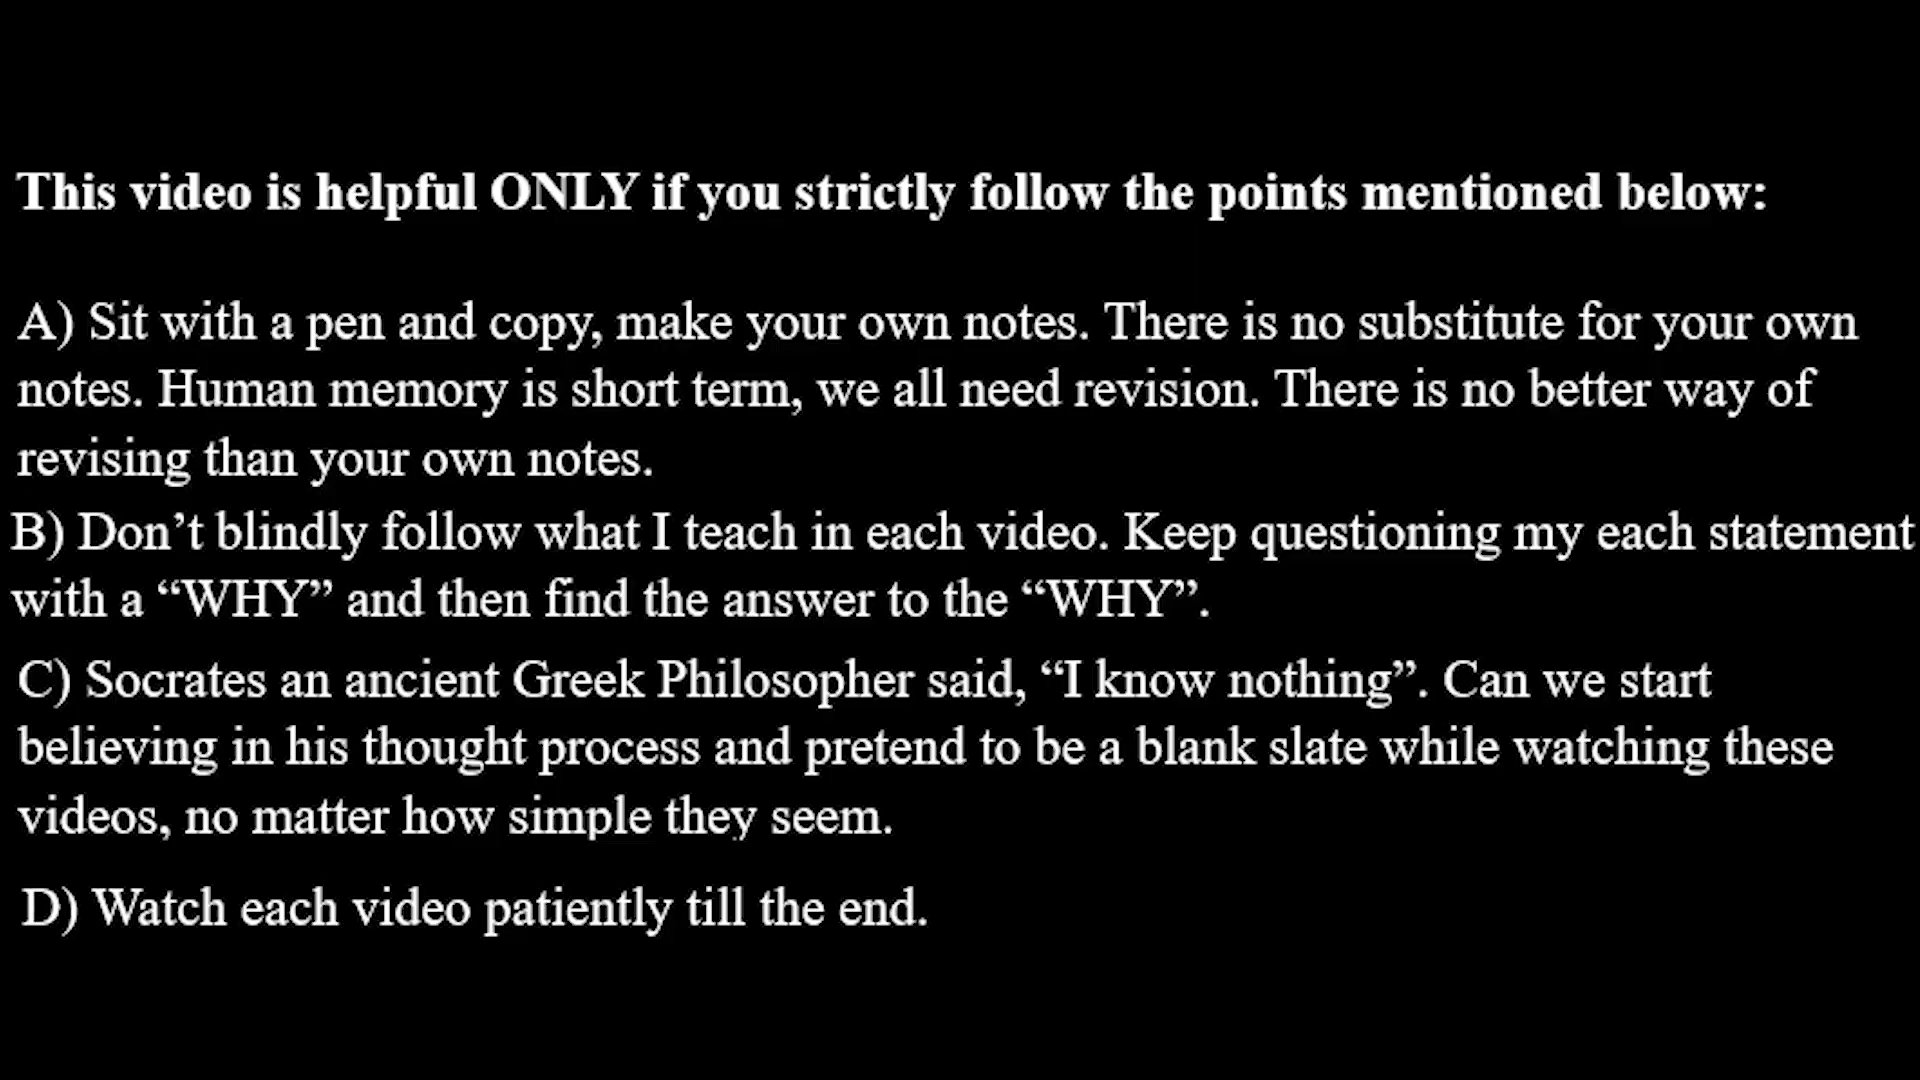 This video is helpful ONLY if you strictly follow the points mentioned below:
A) Sit with a pen and copy, make your own notes. There is no substitute for your own
notes. Human memory is short term, we all need revision. There is no better way of
revising than your own notes.
B) Don’t blindly follow what I teach in each video. Keep questioning my each statement
with a “WHY” and then find the answer to the “WHY”.
C) Socrates an ancient Greek Philosopher said, “I know nothing”. Can we start
believing in his thought process and pretend to be a blank slate while watching these
videos, no matter how simple they seem.
D) Watch each video patiently till the end.